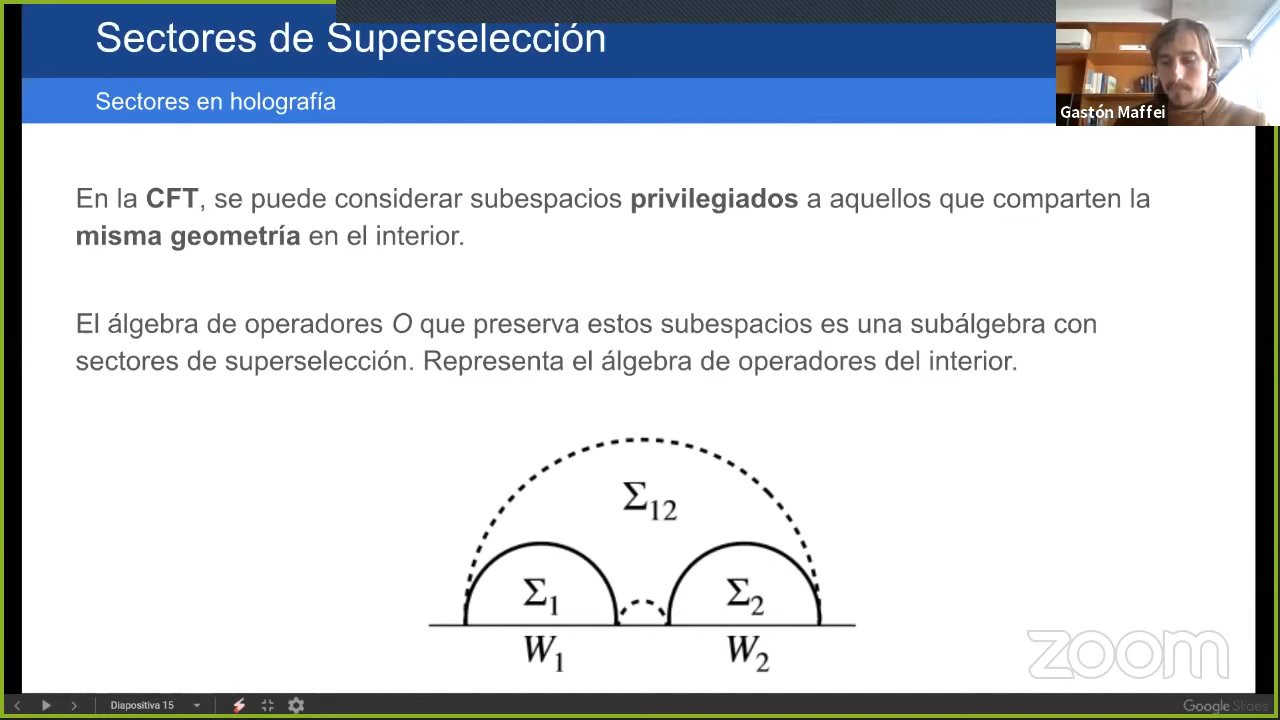 Sectores de Superselección
Sectores en holografía
Gastón Maffei
En la CFT, se puede considerar subespacios privilegiados a aquellos que comparten la
misma geometría en el interior.
El álgebra de operadores O que preserva estos subespacios es una subálgebra con
sectores de superselección. Representa el álgebra de operadores del interior.
Σ12
Σ1
Σ2
W1
W2
zoom
Diapositiva 15
Google Slides